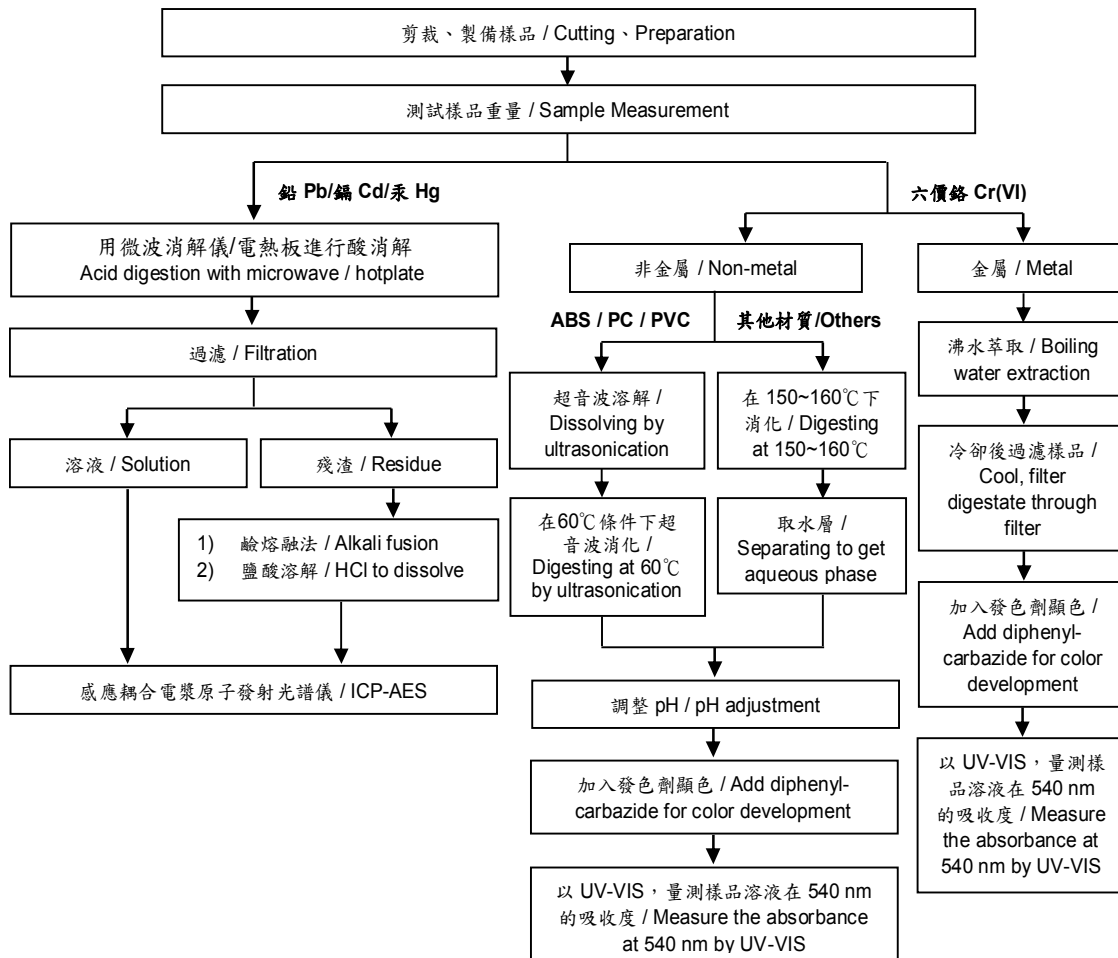 剪裁、製備樣品 / Cutting、Preparation
測試樣品重量 / Sample Measurement
鉛 Pb/鎘 Cd/汞 Hg
六價鉻 Cr(VI)
用微波消解儀/電熱板進行酸消解
Acid digestion with microwave / hotplate
過濾 / Filtration
溶液 / Solution
殘渣 / Residue
1) 鹼熔融法 / Alkali fusion
2) 鹽酸溶解 / HCl to dissolve
感應耦合電漿原子發射光譜儀 / ICP-AES
非金屬 / Non-metal
ABS / PC / PVC
其他材質/Others
超音波溶解 /
Dissolving by
ultrasonication
在60℃條件下超
音波消化 /
Digesting at 60℃
by ultrasonication
在 150~160℃下
消化 / Digesting
at 150~160℃
取水層 /
Separating to get
aqueous phase
調整 pH / pH adjustment
加入發色劑顯色 / Add diphenyl-
carbazide for color development
以 UV-VIS，量測樣品溶液在 540 nm
的吸收度 / Measure the absorbance
at 540 nm by UV-VIS
金屬 / Metal
沸水萃取 / Boiling
water extraction
冷卻後過濾樣品 /
Cool, filter
digestate through
filter
加入發色劑顯色 /
Add diphenyl-
carbazide for color
development
以 UV-VIS，量測樣
品溶液在 540 nm
的吸收度 / Measure
the absorbance at
540 nm by UV-VIS